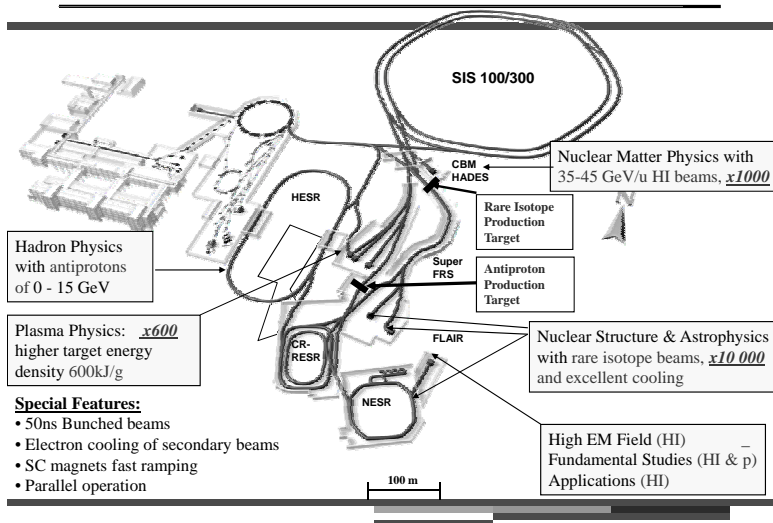 SIS 100/300
CBM
HADES
Nuclear Matter Physics with
35-45 GeV/u HI beams, x1000
HESR
Rare Isotope
Production
Target
N
Hadron Physics
with antiprotons
of 0 - 15 GeV
Super
FRS
Antiproton
Production
Target
Plasma Physics: x600
higher target energy
density 600kJ/g
CR-
RESR
FLAIR
Nuclear Structure & Astrophysics
with rare isotope beams, x10 000
and excellent cooling
NESR
Special Features:
• 50ns Bunched beams
• Electron cooling of secondary beams
• SC magnets fast ramping
• Parallel operation
High EM Field (HI)
Fundamental Studies (HI & p̅)
Applications (HI)
100 m